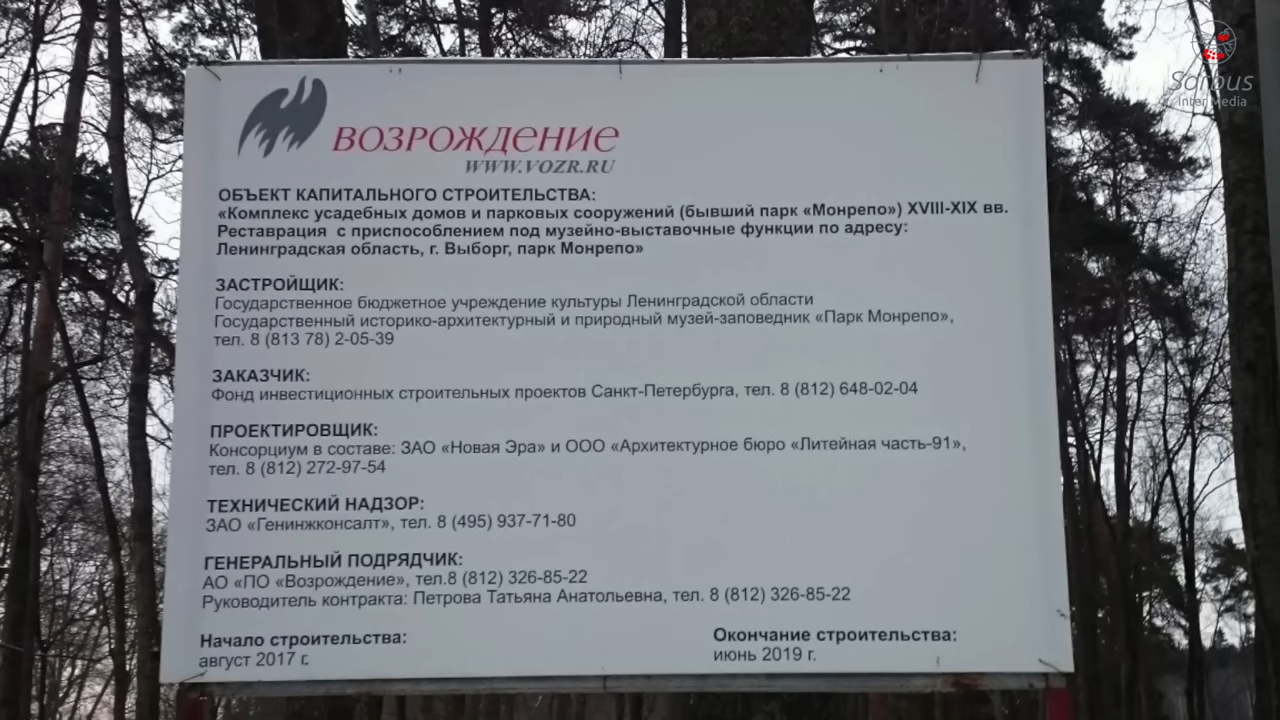 Sorbus
Inter Media
ВОЗРОЖДЕНИЕ
WWW.VOZR.RU
ОБЪЕКТ КАПИТАЛЬНОГО СТРОИТЕЛЬСТВА:
«Комплекс усадебных домов и парковых сооружений (бывший парк «Монрепо») XVIII-XIX вв.
Реставрация с приспособлением под музейно-выставочные функции по адресу:
Ленинградская область, г. Выборг, парк Монрепо»
ЗАСТРОЙЩИК:
Государственное бюджетное учреждение культуры Ленинградской области
Государственный историко-архитектурный и природный музей-заповедник «Парк Монрепо»,
тел. 8 (813 78) 2-05-39
ЗАКАЗЧИК:
Фонд инвестиционных строительных проектов Санкт-Петербурга, тел. 8 (812) 648-02-04
ПРОЕКТИРОВЩИК:
Консорциум в составе: ЗАО «Новая Эра» и ООО «Архитектурное бюро «Литейная часть-91»,
тел. 8 (812) 272-97-54
ТЕХНИЧЕСКИЙ НАДЗОР:
ЗАО «Генинжконсалт», тел. 8 (495) 937-71-80
ГЕНЕРАЛЬНЫЙ ПОДРЯДЧИК:
АО «ПО «Возрождение», тел.8 (812) 326-85-22
Руководитель контракта: Петрова Татьяна Анатольевна, тел. 8 (812) 326-85-22
Начало строительства:
август 2017 г.
Окончание строительства:
июнь 2019 г.